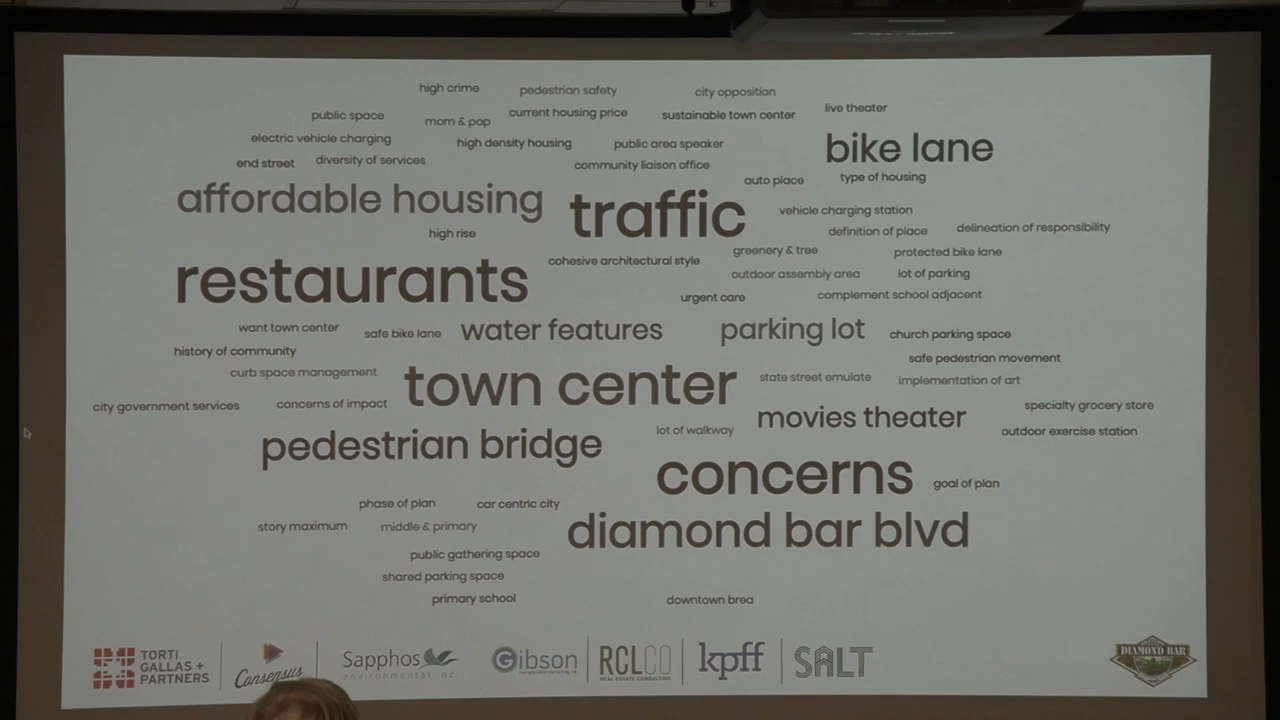 high crime
pedestrian safety
city opposition
live theater
public space
mom & pop
current housing price
sustainable town center
electric vehicle charging
high density housing
public area speaker
bike lane
end street
diversity of services
community liaison office
auto place
type of housing
affordable housing
traffic
vehicle charging station
high rise
definition of place
delineation of responsibility
greenery & tree
protected bike lane
restaurants
cohesive architectural style
outdoor assembly area
lot of parking
urgent care
complement school adjacent
want town center
safe bike lane
water features
parking lot
church parking space
history of community
safe pedestrian movement
curb space management
town center
state street emulate
implementation of art
city government services
concerns of impact
movies theater
specialty grocery store
pedestrian bridge
lot of walkway
outdoor exercise station
concerns
goal of plan
phase of plan
car centric city
story maximum
middle & primary
diamond bar blvd
public gathering space
shared parking space
primary school
downtown brea
TORTI
GALLAS +
PARTNERS
Consensus
Sapphos
environmental inc.
Gibson
RCLCO
REAL ESTATE CONSULTING
kpff
SALT
DIAMOND BAR